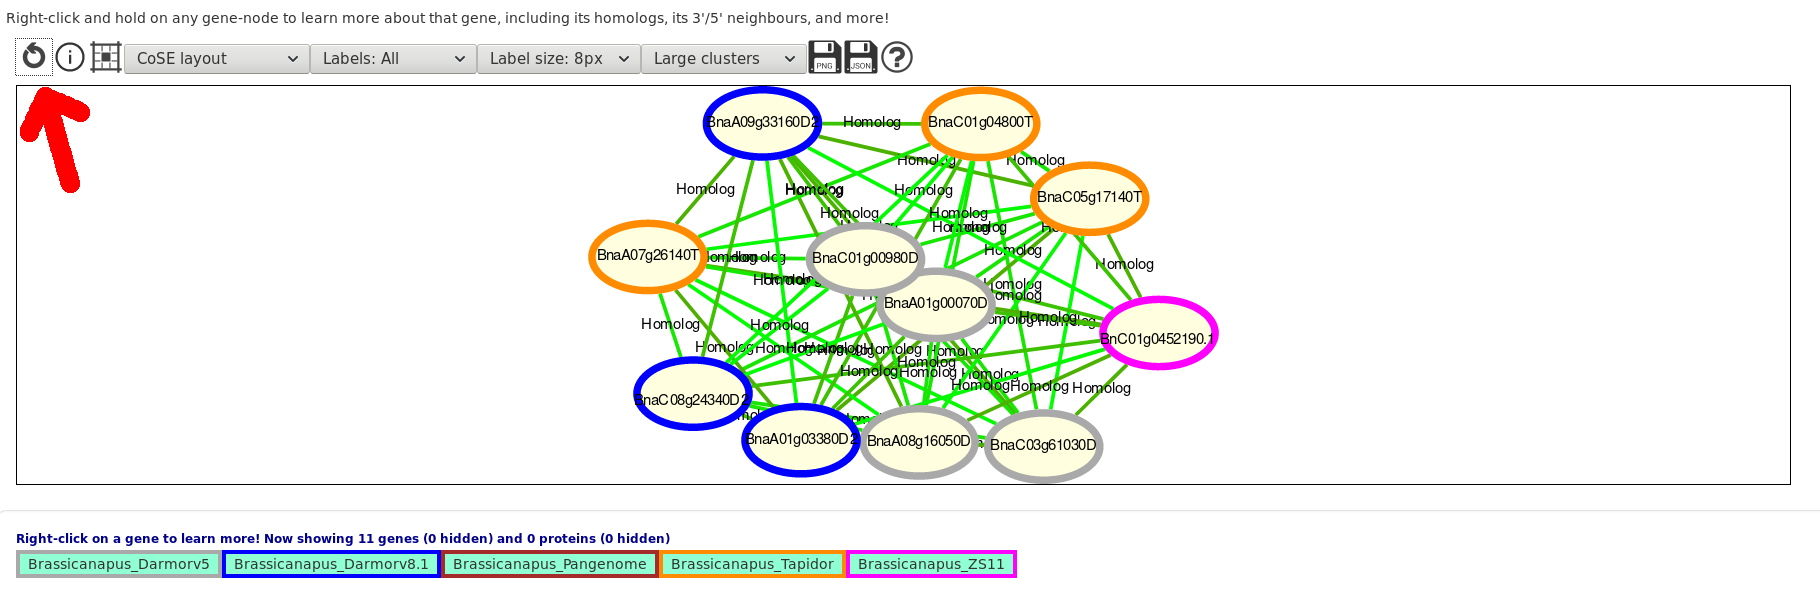 Right-click and hold on any gene-node to learn more about that gene, including its homologs, its 3'/5' neighbours, and more!
CoSE layout Labels: All Label size: 8px Large clusters PNG JSON
BnaA09g33160D2 Homolog BnaC01g04800T
Homolog Homolog
Homolog Homolog Homolog BnaC05g17140T
Homolog Homolog
BnaA07g26140T BnaC01g00980D Homolog
Homolog
BnaA01g00070D
Homolog Homolog Homolog
BnC01g0452190.1
Homolog Homolog
Homolog
Homolog Homolog Homolog
Homolog Homolog Homolog
BnaC08g24340D2
BnaA01g03380D2 BnaA08g16050D BnaC03g61030D
Right-click on a gene to learn more! Now showing 11 genes (0 hidden) and 0 proteins (0 hidden)
Brassicanapus_Darmorv5 Brassicanapus_Darmorv8.1 Brassicanapus_Pangenome Brassicanapus_Tapidor Brassicanapus_ZS11